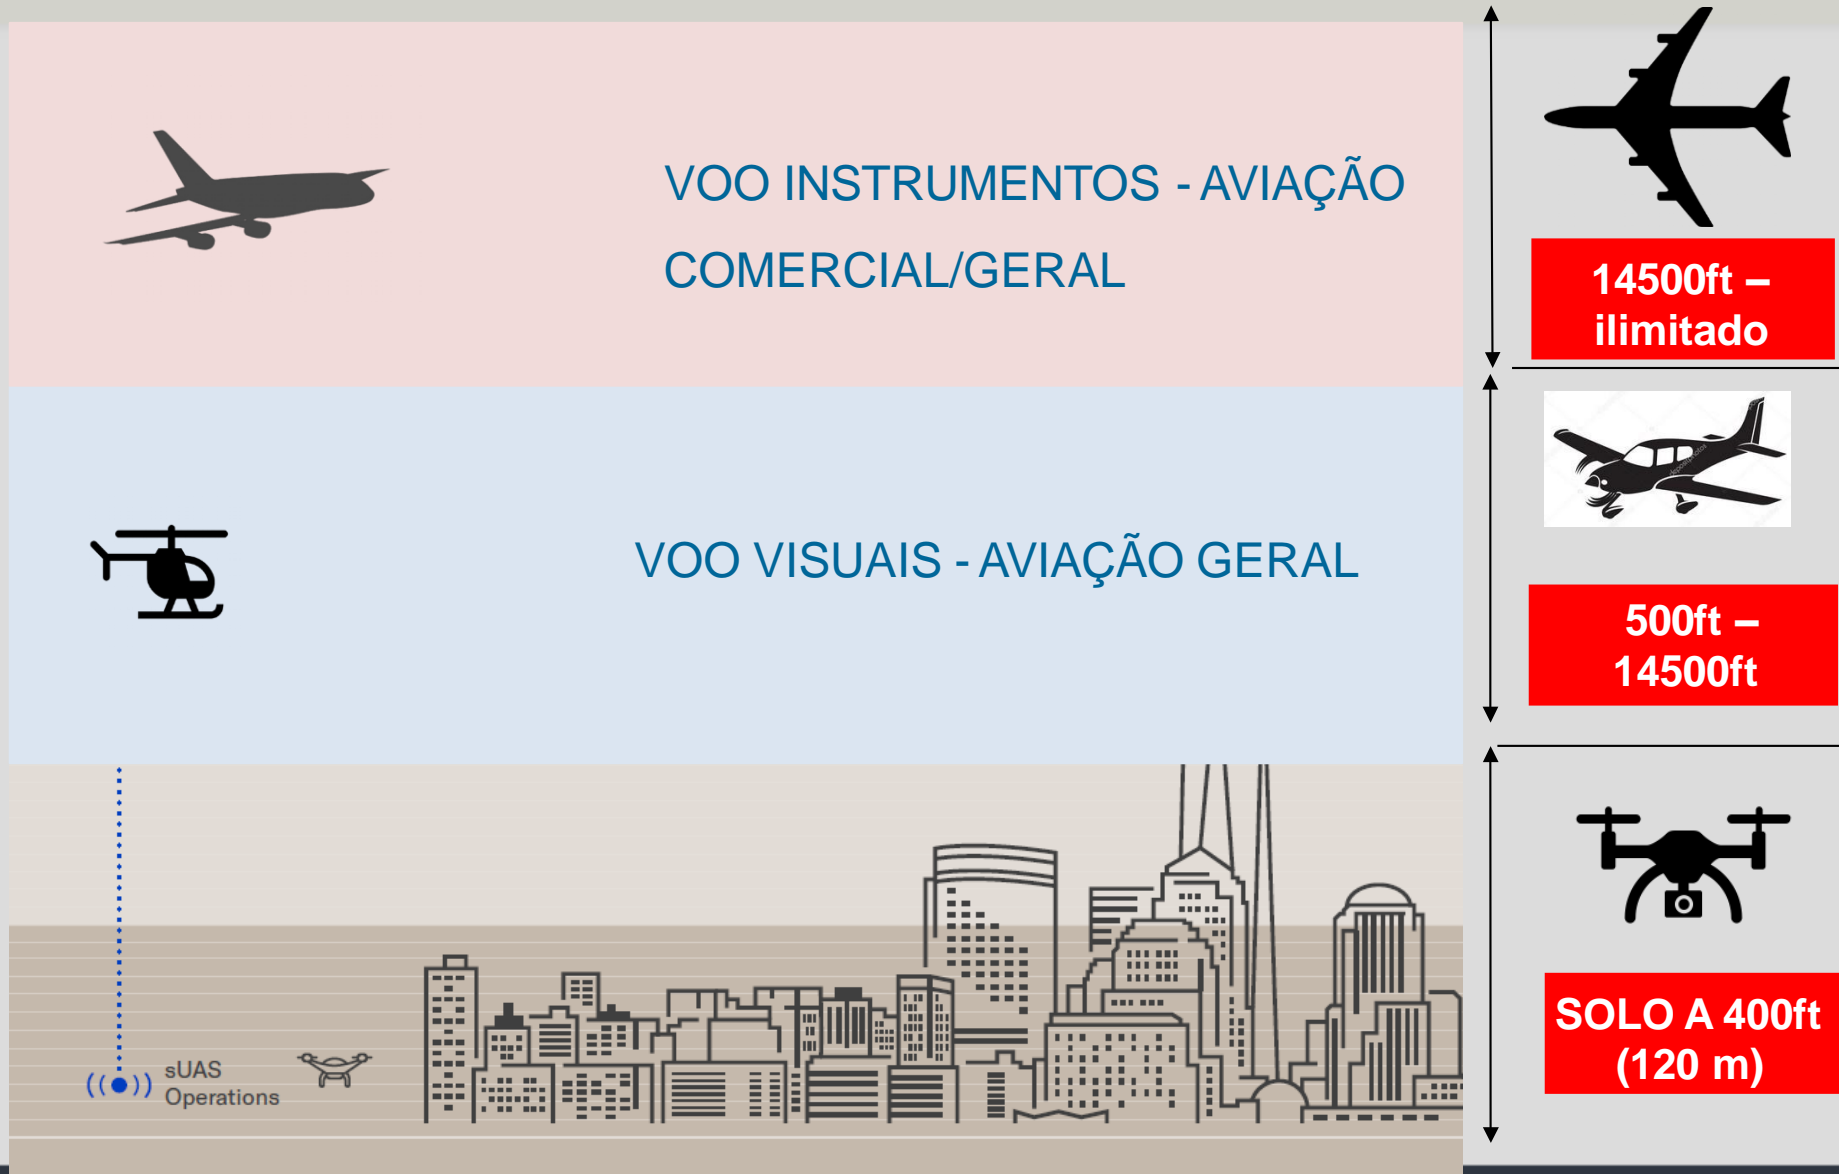 VOO INSTRUMENTOS - AVIAÇÃO
COMERCIAL/GERAL
14500ft –
ilimitado
VOO VISUAIS - AVIAÇÃO GERAL
500ft –
14500ft
SOLO A 400ft
(120 m)
sUAS
Operations